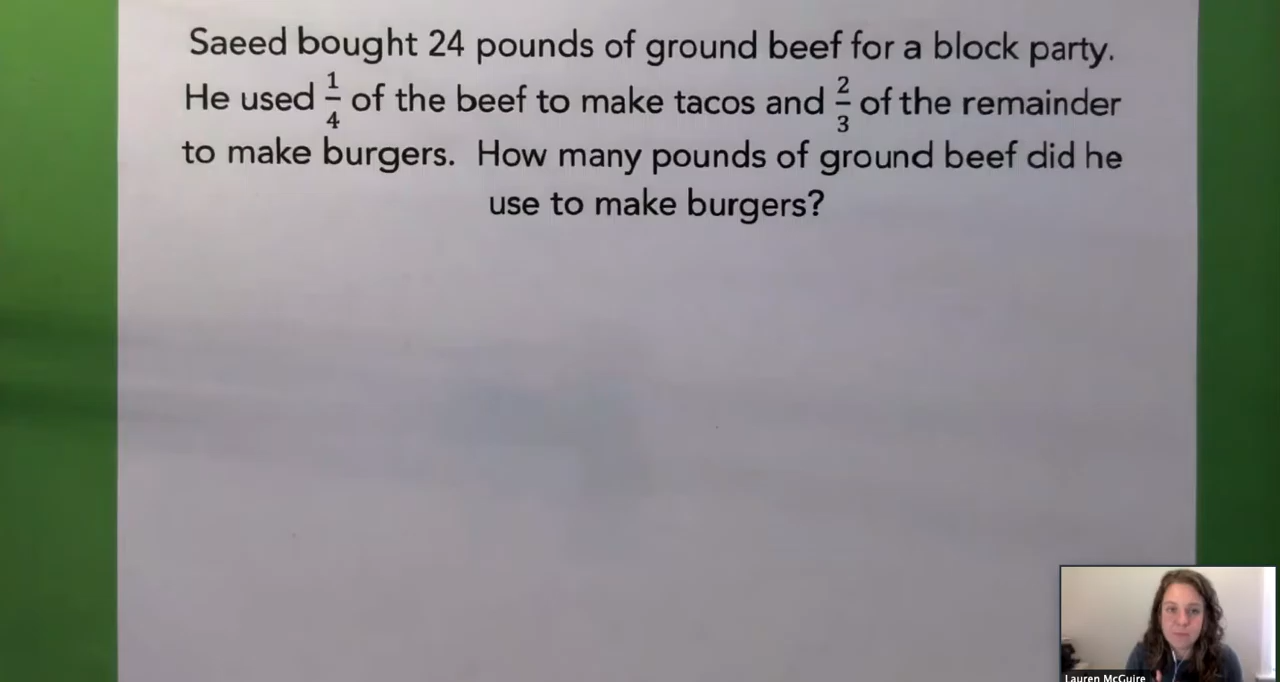 Saeed bought 24 pounds of ground beef for a block party.
He used 1/4 of the beef to make tacos and 2/3 of the remainder
to make burgers. How many pounds of ground beef did he
use to make burgers?
Lauren McGuire